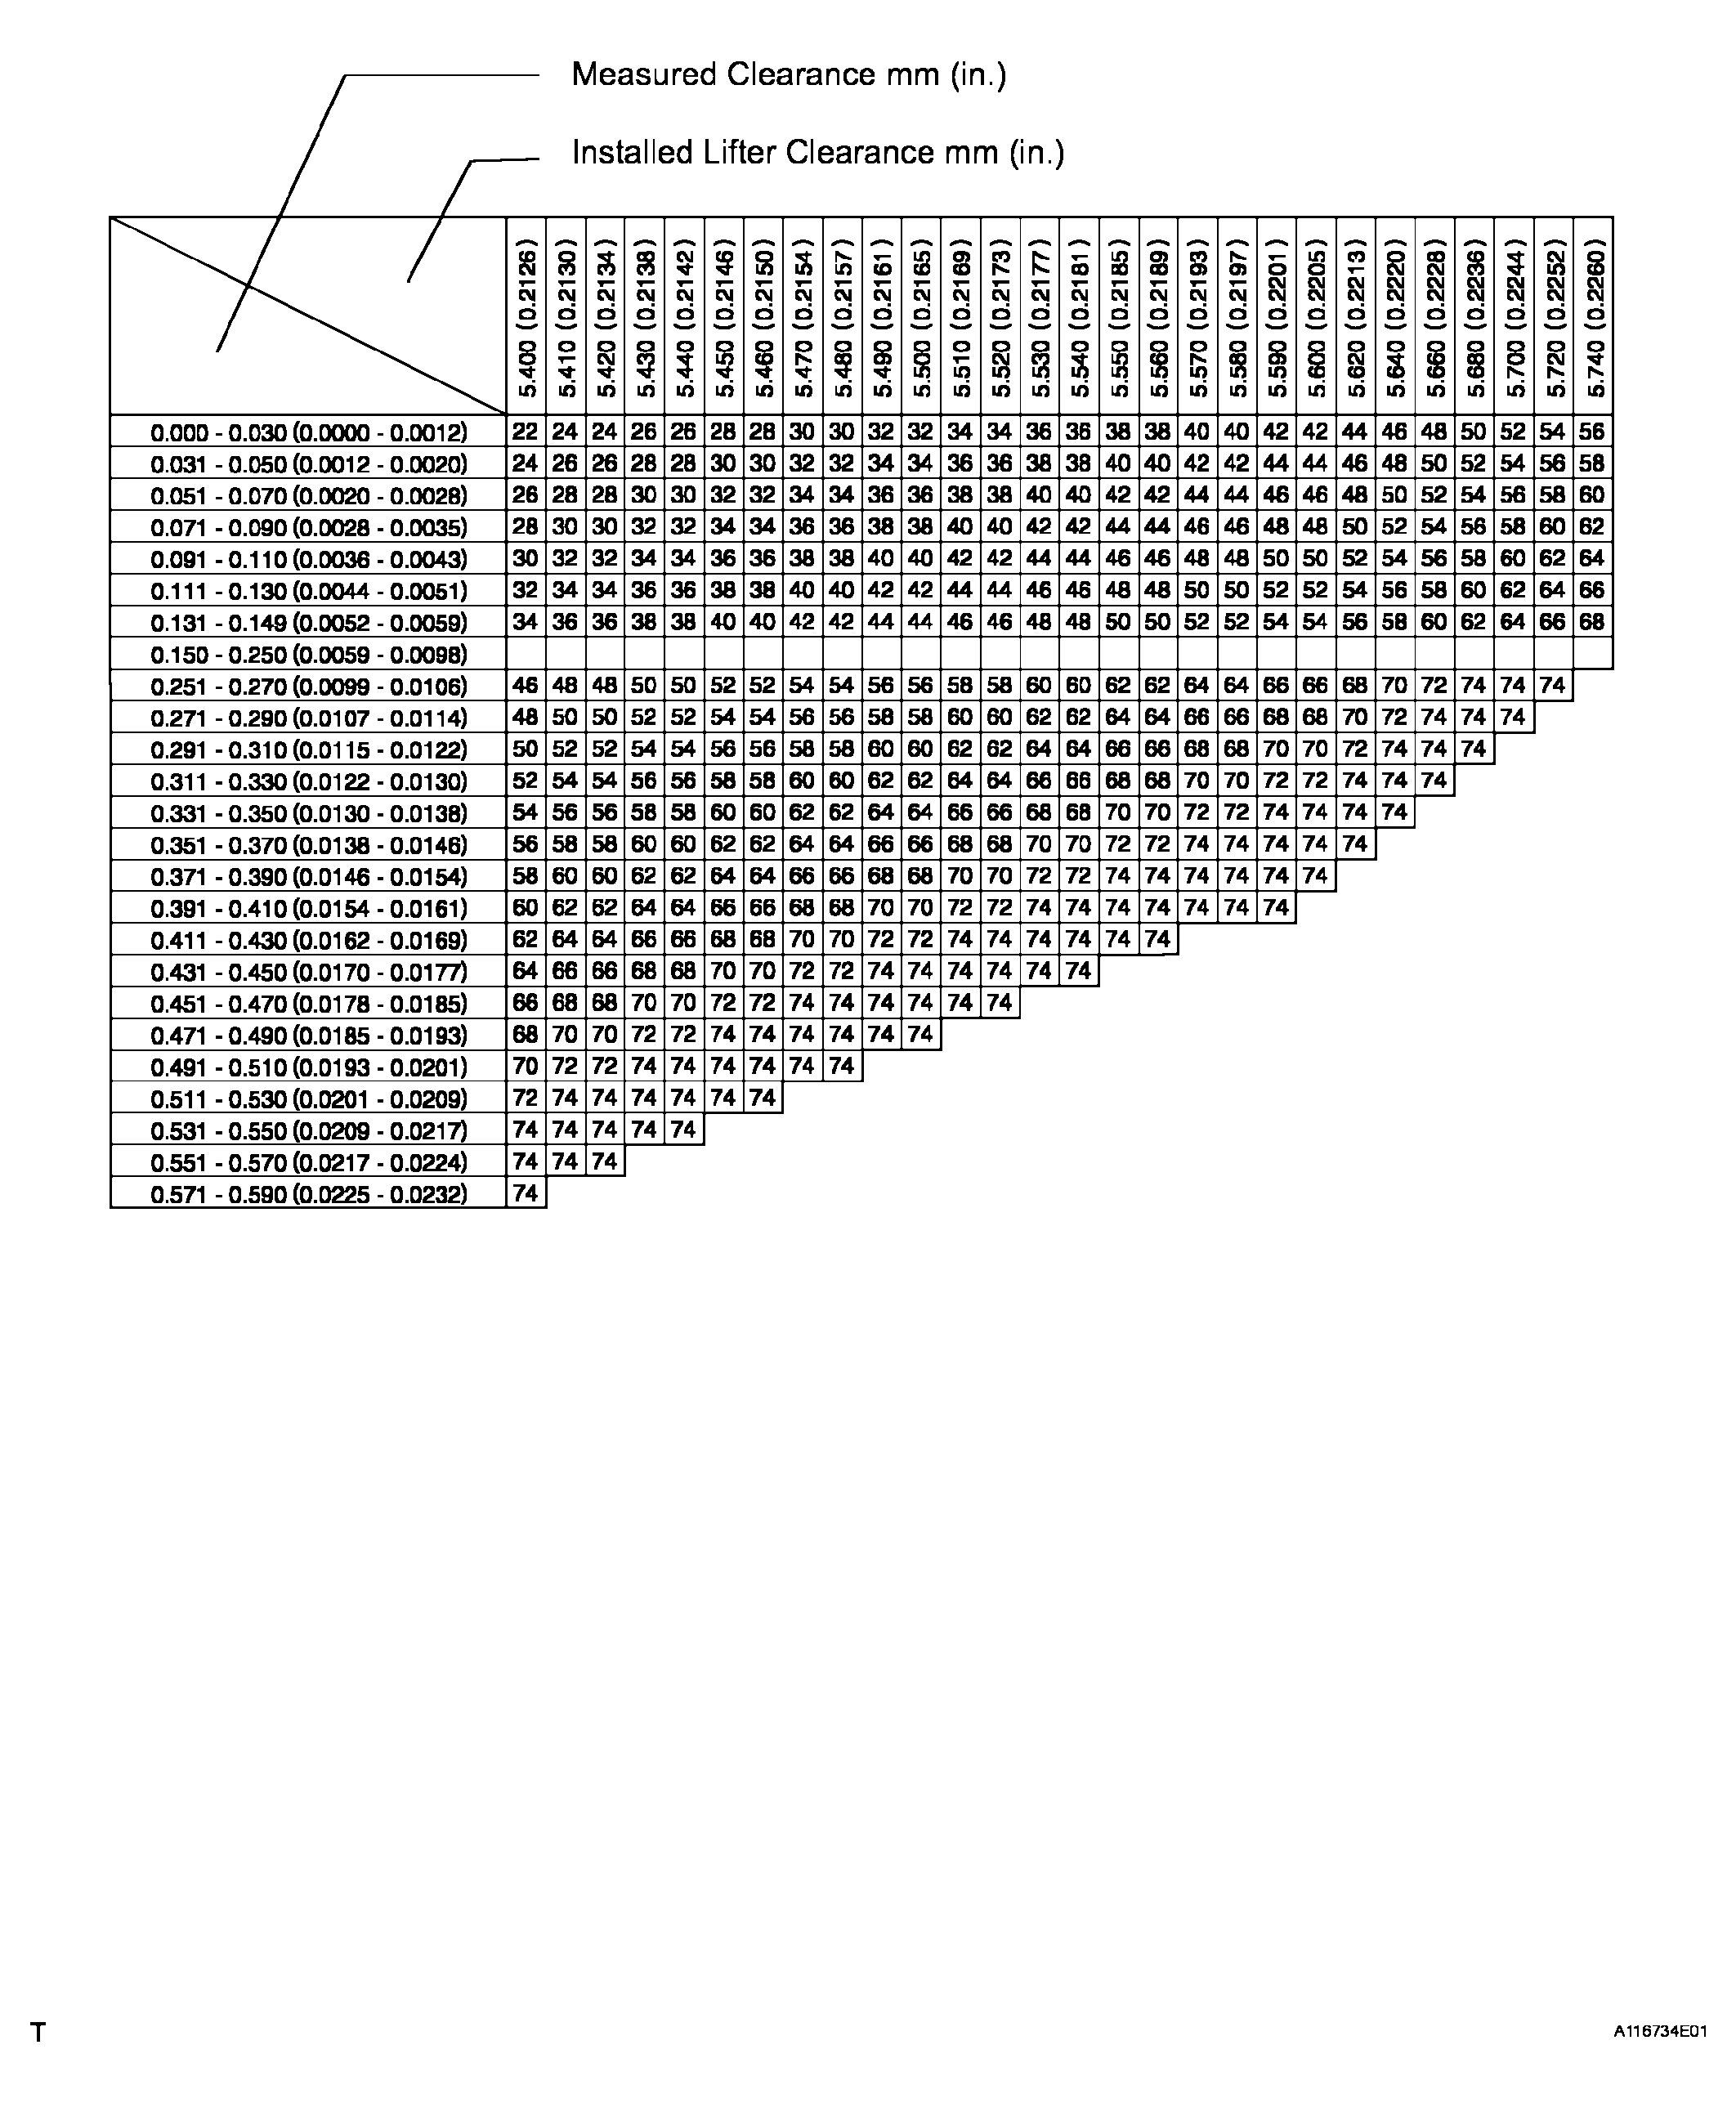 Measured Clearance mm (in.)
Installed Lifter Clearance mm (in.)
5.400 (0.2126) 5.410 (0.2130) 5.420 (0.2134) 5.430 (0.2138) 5.440 (0.2142) 5.450 (0.2146) 5.460 (0.2150) 5.470 (0.2154) 5.480 (0.2157) 5.490 (0.2161) 5.500 (0.2165) 5.510 (0.2169) 5.520 (0.2173) 5.530 (0.2177) 5.540 (0.2181) 5.550 (0.2185) 5.560 (0.2189) 5.570 (0.2193) 5.580 (0.2197) 5.590 (0.2201) 5.600 (0.2205) 5.620 (0.2213) 5.640 (0.2220) 5.660 (0.2228) 5.680 (0.2236) 5.700 (0.2244) 5.720 (0.2252) 5.740 (0.2260)
0.000 - 0.030 (0.0000 - 0.0012) 22 24 24 26 26 28 28 30 30 32 32 34 34 36 36 38 38 40 40 42 42 44 46 48 50 52 54 56
0.031 - 0.050 (0.0012 - 0.0020) 24 26 26 28 28 30 30 32 32 34 34 36 36 38 38 40 40 42 42 44 44 46 48 50 52 54 56 58
0.051 - 0.070 (0.0020 - 0.0028) 26 28 28 30 30 32 32 34 34 36 36 38 38 40 40 42 42 44 44 46 46 48 50 52 54 56 58 60
0.071 - 0.090 (0.0028 - 0.0035) 28 30 30 32 32 34 34 36 36 38 38 40 40 42 42 44 44 46 46 48 48 50 52 54 56 58 60 62
0.091 - 0.110 (0.0036 - 0.0043) 30 32 32 34 34 36 36 38 38 40 40 42 42 44 44 46 46 48 48 50 50 52 54 56 58 60 62 64
0.111 - 0.130 (0.0044 - 0.0051) 32 34 34 36 36 38 38 40 40 42 42 44 44 46 46 48 48 50 50 52 52 54 56 58 60 62 64 66
0.131 - 0.149 (0.0052 - 0.0059) 34 36 36 38 38 40 40 42 42 44 44 46 46 48 48 50 50 52 52 54 54 56 58 60 62 64 66 68
0.150 - 0.250 (0.0059 - 0.0098)
0.251 - 0.270 (0.0099 - 0.0106) 46 48 48 50 50 52 52 54 54 56 56 58 58 60 60 62 62 64 64 66 66 68 70 72 74 74 74
0.271 - 0.290 (0.0107 - 0.0114) 48 50 50 52 52 54 54 56 56 58 58 60 60 62 62 64 64 66 66 68 68 70 72 74 74 74
0.291 - 0.310 (0.0115 - 0.0122) 50 52 52 54 54 56 56 58 58 60 60 62 62 64 64 66 66 68 68 70 70 72 74 74 74
0.311 - 0.330 (0.0122 - 0.0130) 52 54 54 56 56 58 58 60 60 62 62 64 64 66 66 68 68 70 70 72 72 74 74 74
0.331 - 0.350 (0.0130 - 0.0138) 54 56 56 58 58 60 60 62 62 64 64 66 66 68 68 70 70 72 72 74 74 74 74
0.351 - 0.370 (0.0138 - 0.0146) 56 58 58 60 60 62 62 64 64 66 66 68 68 70 70 72 72 74 74 74 74 74
0.371 - 0.390 (0.0146 - 0.0154) 58 60 60 62 62 64 64 66 66 68 68 70 70 72 72 74 74 74 74 74 74
0.391 - 0.410 (0.0154 - 0.0161) 60 62 62 64 64 66 66 68 68 70 70 72 72 74 74 74 74 74 74 74
0.411 - 0.430 (0.0162 - 0.0169) 62 64 64 66 66 68 68 70 70 72 72 74 74 74 74 74 74
0.431 - 0.450 (0.0170 - 0.0177) 64 66 66 68 68 70 70 72 72 74 74 74 74 74 74
0.451 - 0.470 (0.0178 - 0.0185) 66 68 68 70 70 72 72 74 74 74 74 74 74
0.471 - 0.490 (0.0185 - 0.0193) 68 70 70 72 72 74 74 74 74 74 74
0.491 - 0.510 (0.0193 - 0.0201) 70 72 72 74 74 74 74 74 74
0.511 - 0.530 (0.0201 - 0.0209) 72 74 74 74 74 74 74
0.531 - 0.550 (0.0209 - 0.0217) 74 74 74 74 74
0.551 - 0.570 (0.0217 - 0.0224) 74 74 74
0.571 - 0.590 (0.0225 - 0.0232) 74
T
A116734E01